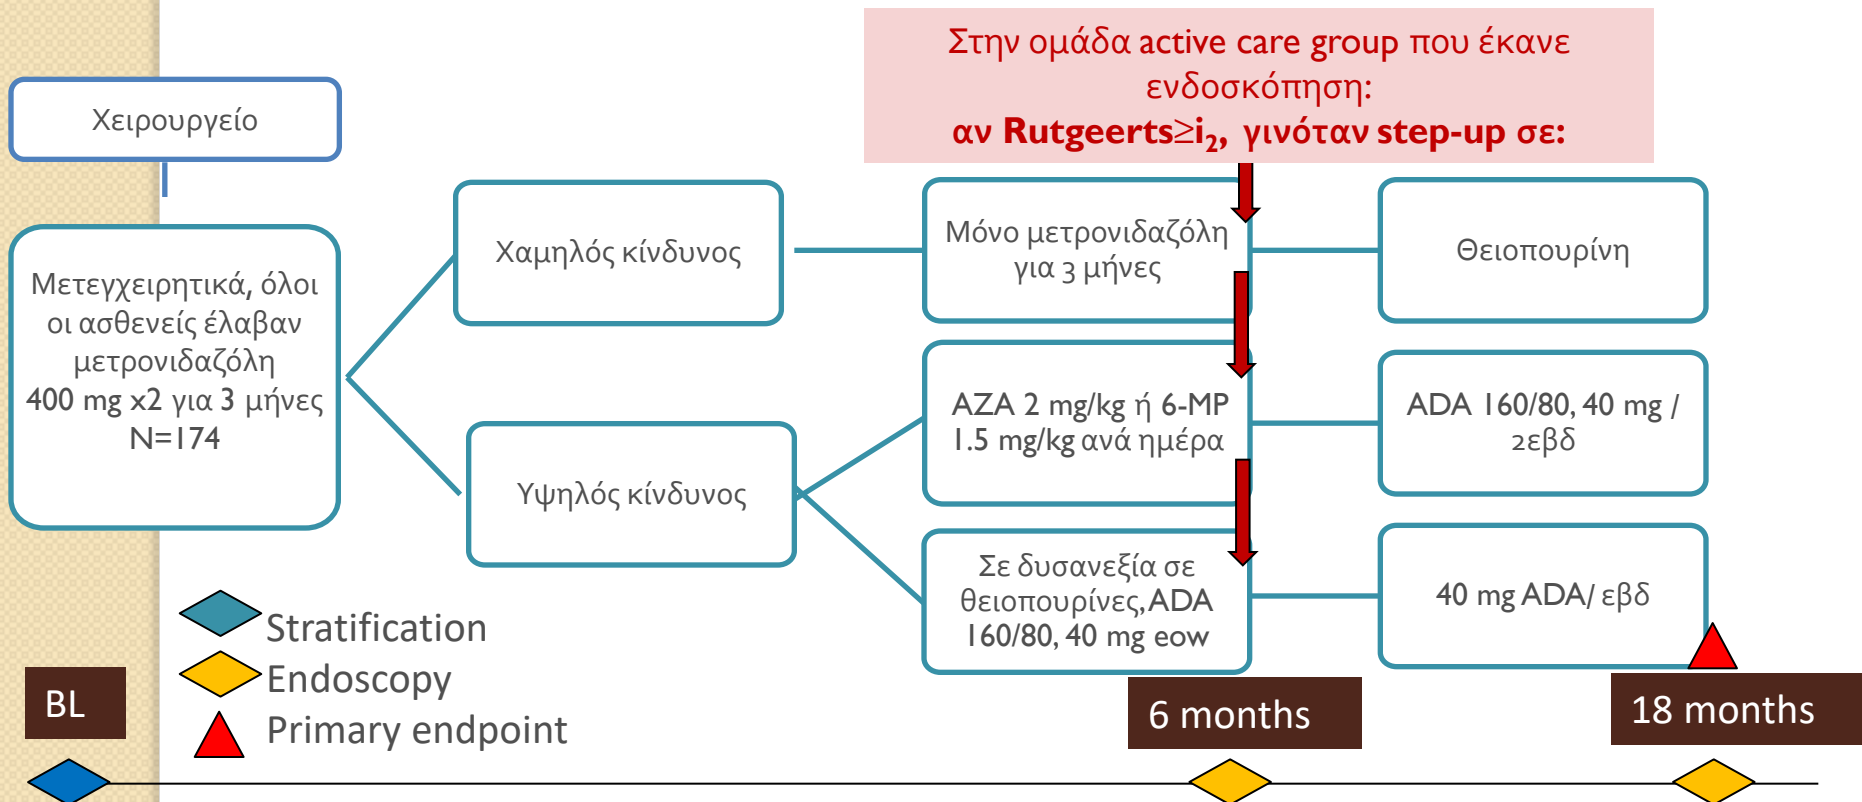 Στην ομάδα active care group που έκανε
ενδοσκόπηση:
αν Rutgeerts≥i₂, γινόταν step-up σε:
Χειρουργείο
Μετεγχειρητικά, όλοι
οι ασθενείς έλαβαν
μετρονιδαζόλη
400 mg x2 για 3 μήνες
N=174
Χαμηλός κίνδυνος
Μόνο μετρονιδαζόλη
για 3 μήνες
Θειοπουρίνη
Υψηλός κίνδυνος
AZA 2 mg/kg ή 6-MP
1.5 mg/kg ανά ημέρα
ADA 160/80, 40 mg /
2εβδ
Σε δυσανεξία σε
θειοπουρίνες, ADA
160/80, 40 mg eow
40 mg ADA/ εβδ
Stratification
Endoscopy
Primary endpoint
BL
6 months
18 months